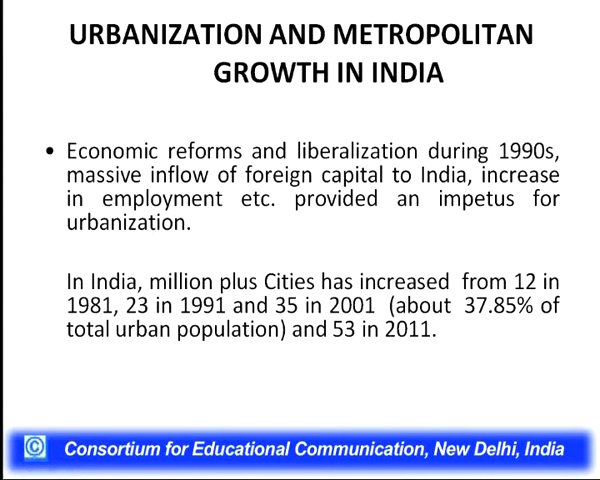 URBANIZATION AND METROPOLITAN
GROWTH IN INDIA
• Economic reforms and liberalization during 1990s,
massive inflow of foreign capital to India, increase
in employment etc. provided an impetus for
urbanization.
In India, million plus Cities has increased from 12 in
1981, 23 in 1991 and 35 in 2001 (about 37.85% of
total urban population) and 53 in 2011.
© Consortium for Educational Communication, New Delhi, India